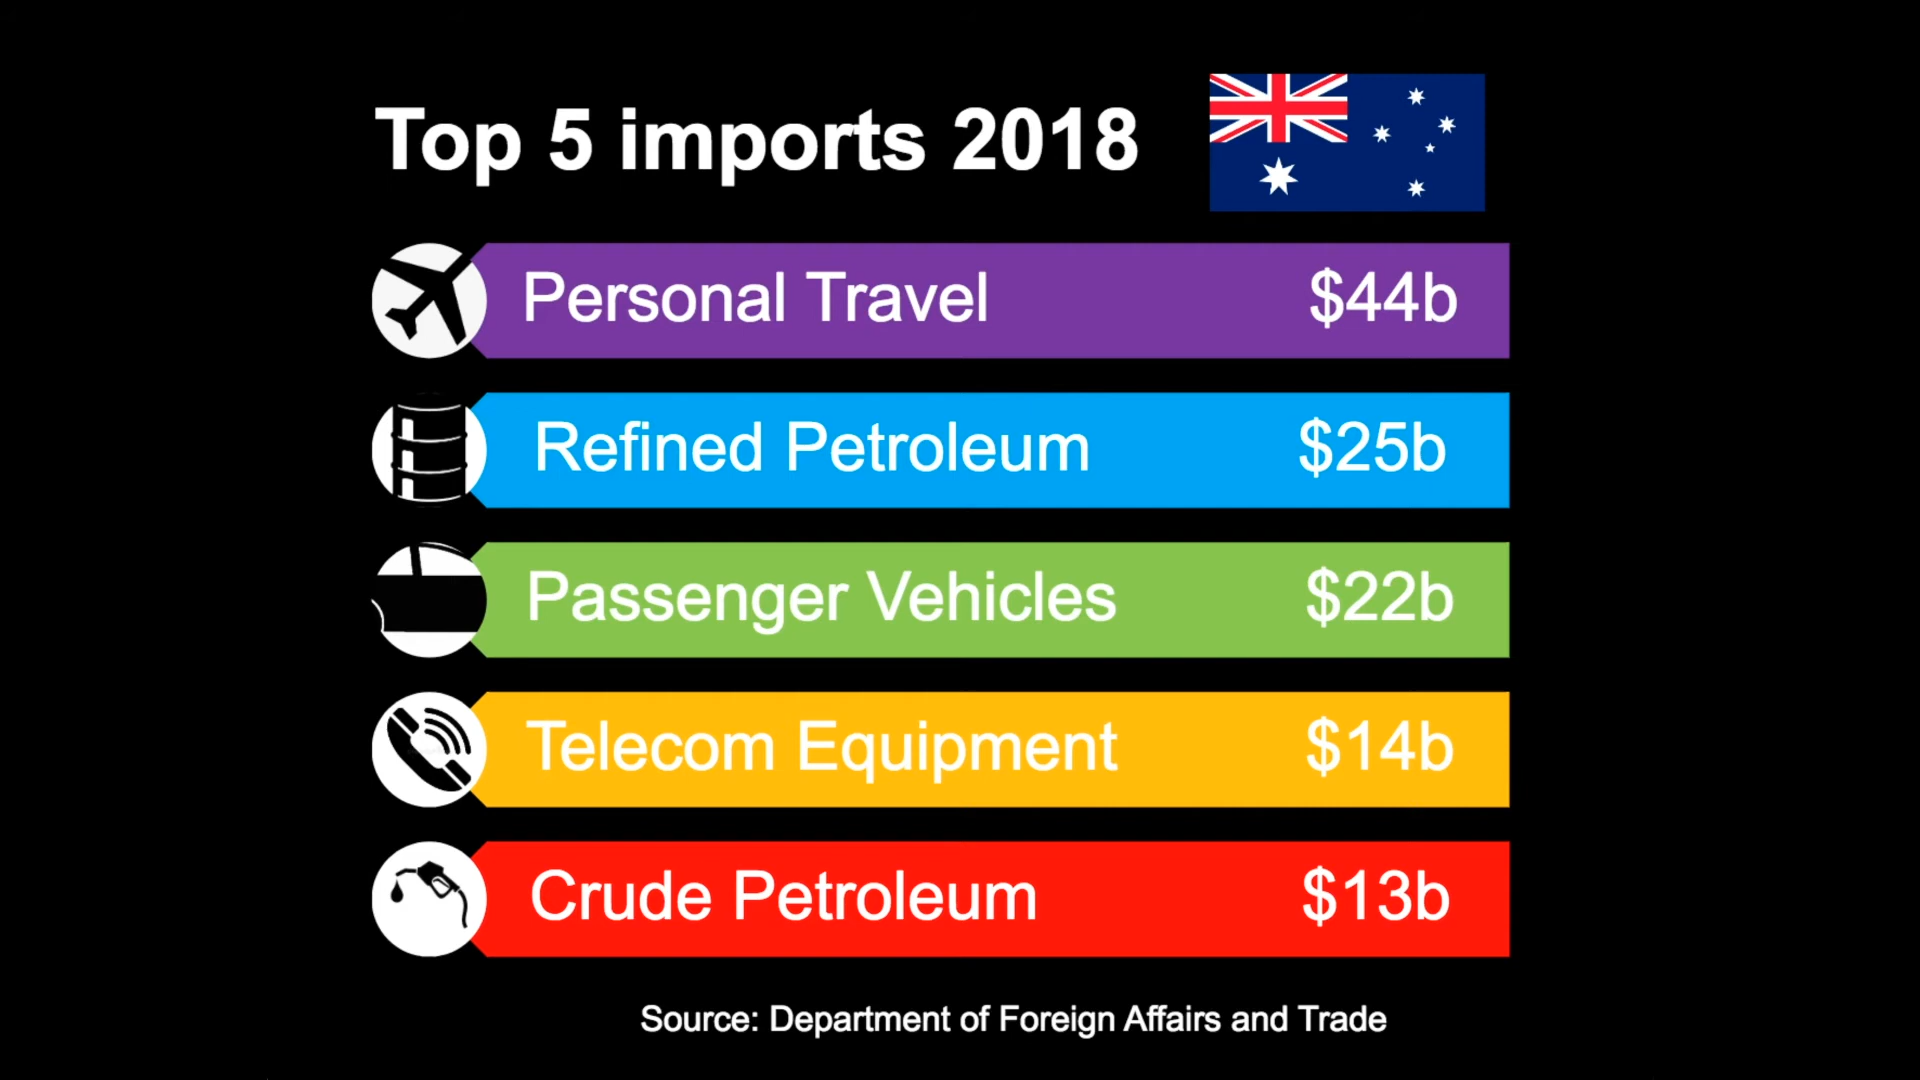 Top 5 imports 2018
Personal Travel $44b
Refined Petroleum $25b
Passenger Vehicles $22b
Telecom Equipment $14b
Crude Petroleum $13b
Source: Department of Foreign Affairs and Trade